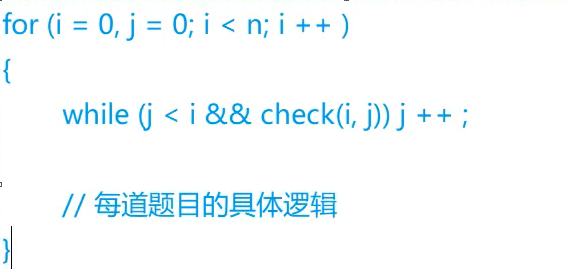 for (i = 0, j = 0; i < n; i ++ )
{
while (j < i && check(i, j)) j ++ ;
// 每道题目的具体逻辑
}